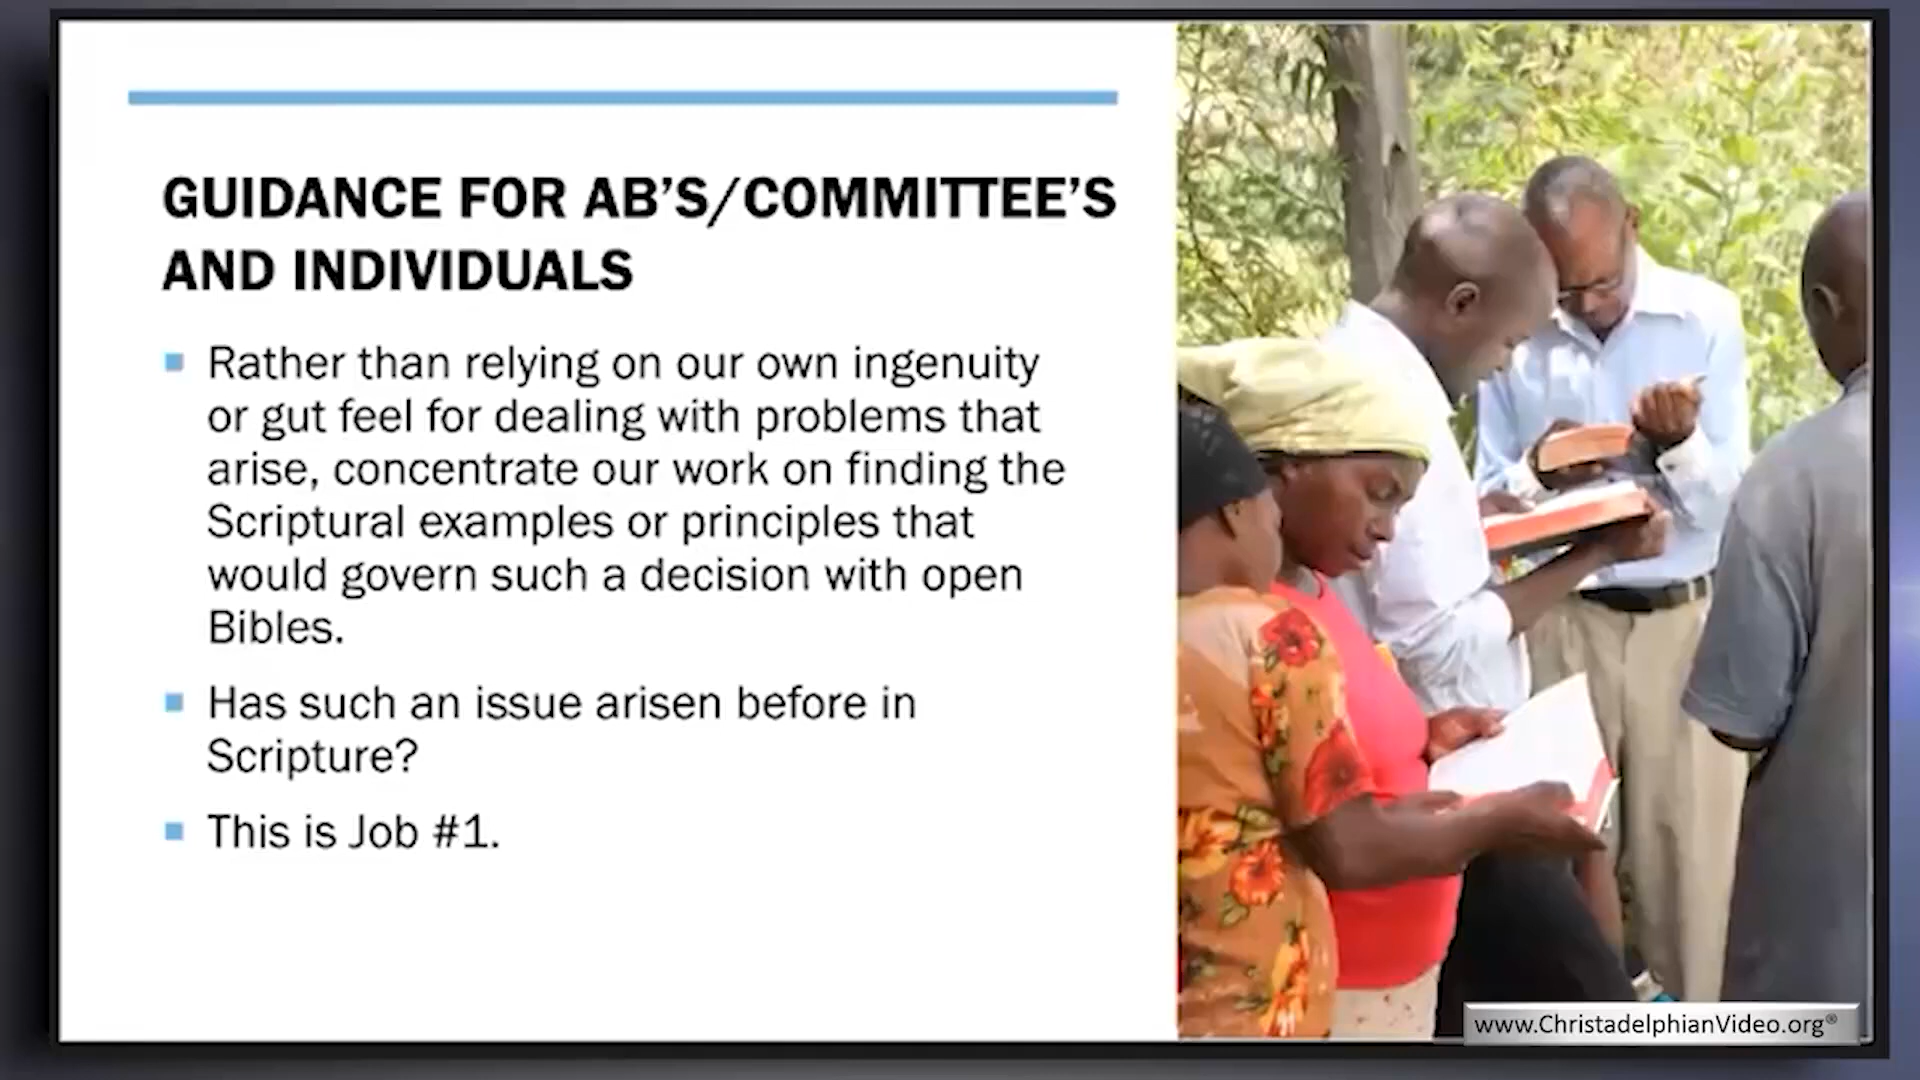 GUIDANCE FOR AB'S/COMMITTEE'S
AND INDIVIDUALS
Rather than relying on our own ingenuity
or gut feel for dealing with problems that
arise, concentrate our work on finding the
Scriptural examples or principles that
would govern such a decision with open
Bibles.
Has such an issue arisen before in
Scripture?
This is Job #1.
www.ChristadelphianVideo.org®